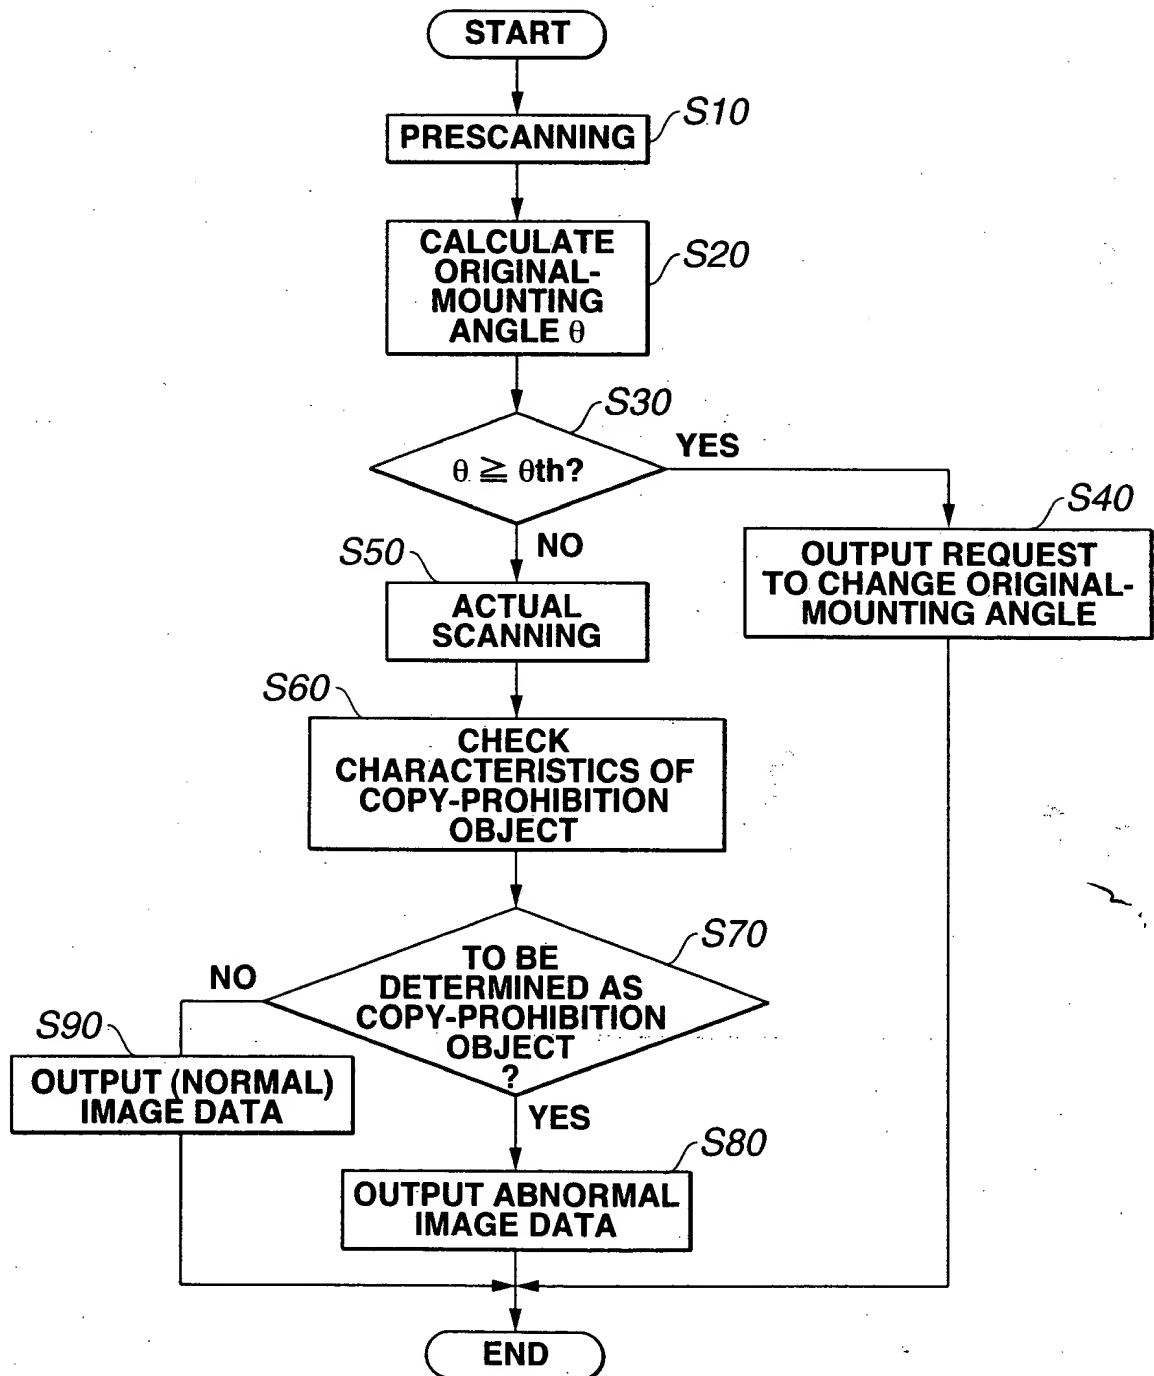 START
S10
PRESCANNING
S20
CALCULATE
ORIGINAL-
MOUNTING
ANGLE θ
S30
θ ≧ θth?
YES
NO
S40
OUTPUT REQUEST
TO CHANGE ORIGINAL-
MOUNTING ANGLE
S50
ACTUAL
SCANNING
S60
CHECK
CHARACTERISTICS OF
COPY-PROHIBITION
OBJECT
S70
TO BE
DETERMINED AS
COPY-PROHIBITION
OBJECT
?
NO
YES
S90
OUTPUT (NORMAL)
IMAGE DATA
S80
OUTPUT ABNORMAL
IMAGE DATA
END